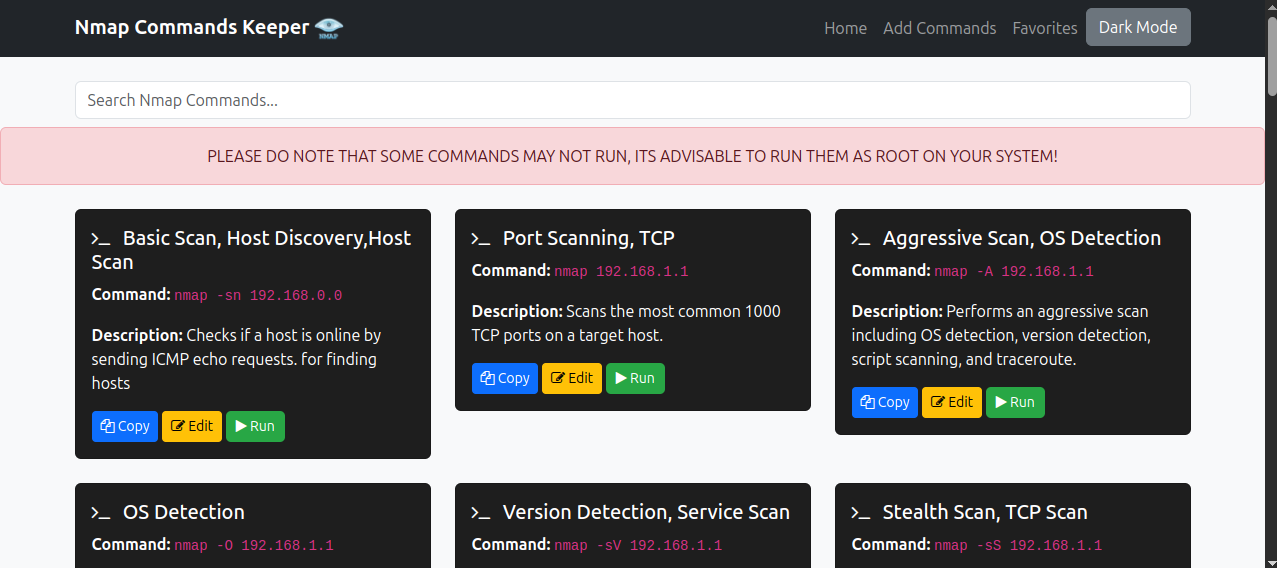 Nmap Commands Keeper NMAP
Home Add Commands Favorites Dark Mode
Search Nmap Commands...
PLEASE DO NOTE THAT SOME COMMANDS MAY NOT RUN, ITS ADVISABLE TO RUN THEM AS ROOT ON YOUR SYSTEM!
Basic Scan, Host Discovery,Host
Scan
Command: nmap -sn 192.168.0.0
Description: Checks if a host is online by
sending ICMP echo requests. for finding
hosts
Copy Edit Run
Port Scanning, TCP
Command: nmap 192.168.1.1
Description: Scans the most common 1000
TCP ports on a target host.
Copy Edit Run
Aggressive Scan, OS Detection
Command: nmap -A 192.168.1.1
Description: Performs an aggressive scan
including OS detection, version detection,
script scanning, and traceroute.
Copy Edit Run
OS Detection
Command: nmap -O 192.168.1.1
Version Detection, Service Scan
Command: nmap -sV 192.168.1.1
Stealth Scan, TCP Scan
Command: nmap -sS 192.168.1.1